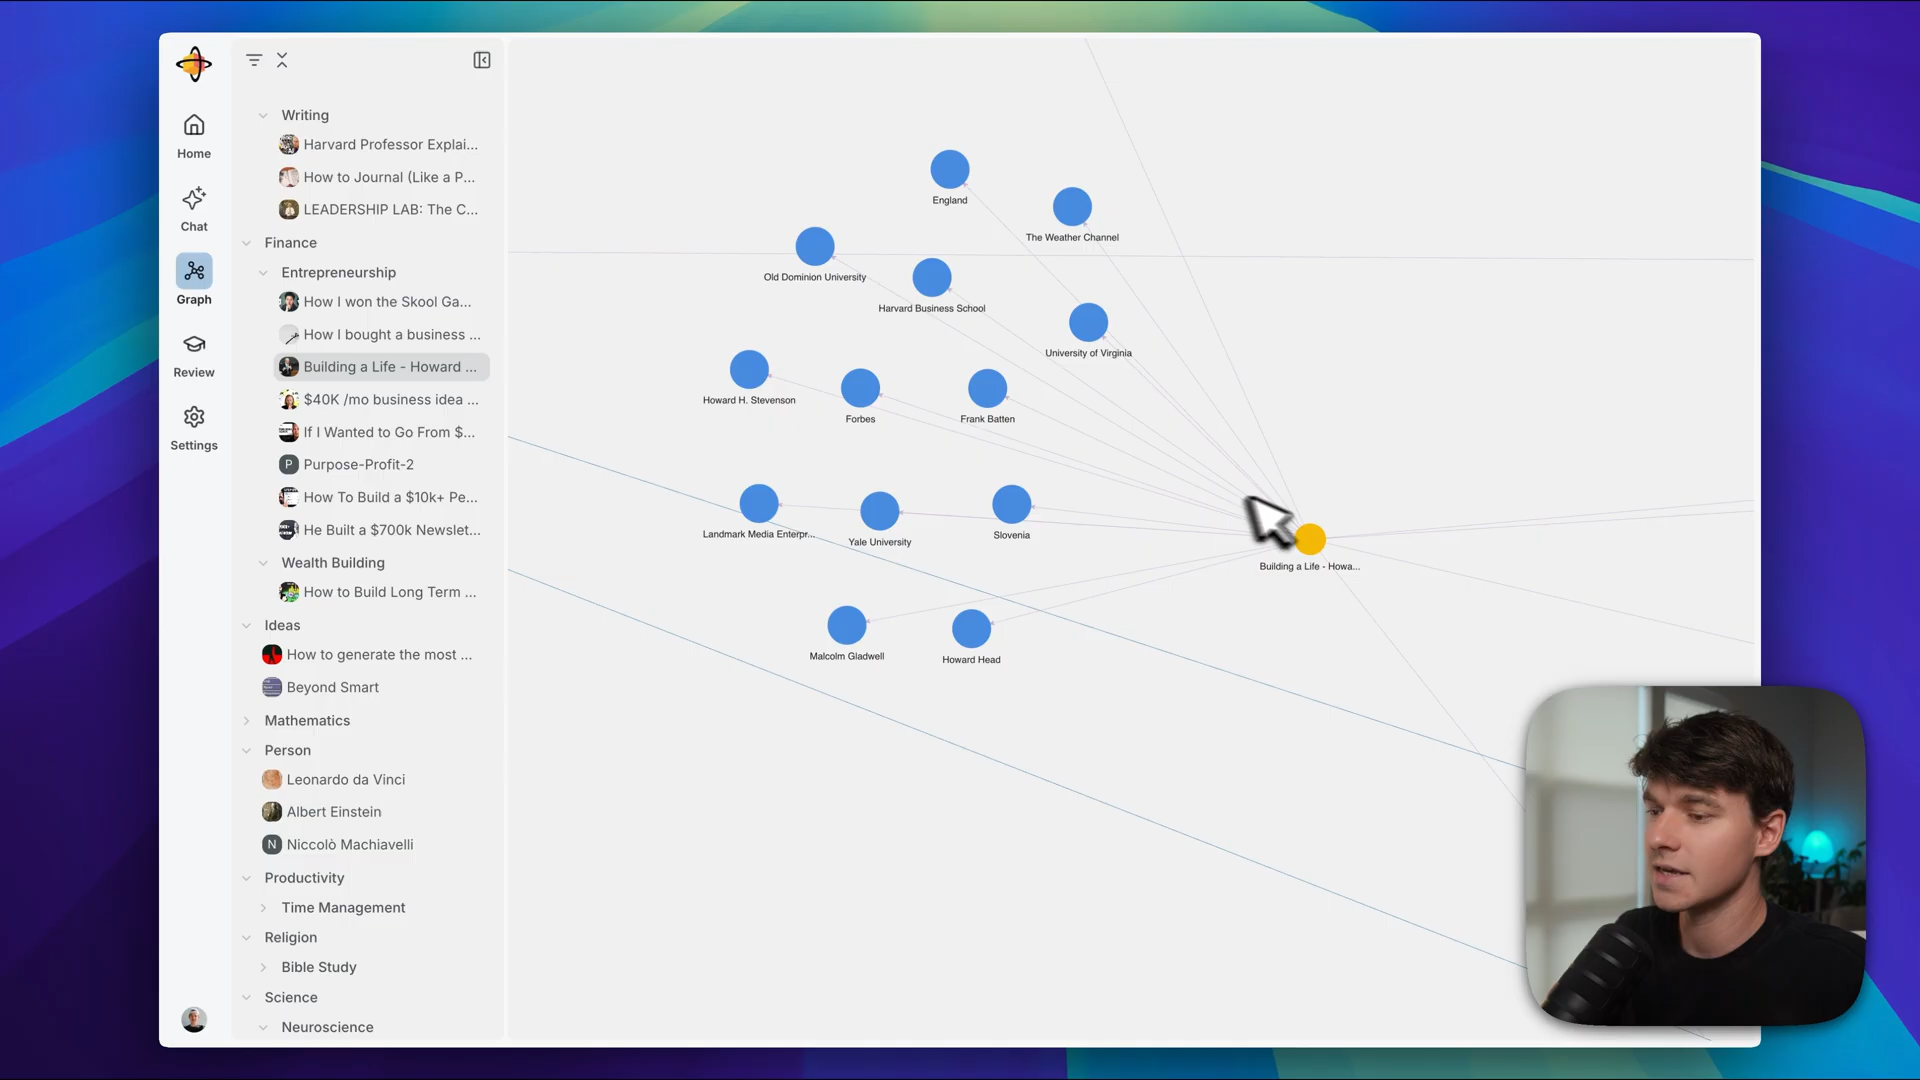 Home
Chat
Graph
Review
Settings
Writing
Harvard Professor Explai...
How to Journal (Like a P...
LEADERSHIP LAB: The C...
Finance
Entrepreneurship
How I won the Skool Ga...
How I bought a business ...
Building a Life - Howard ...
$40K /mo business idea ...
If I Wanted to Go From $...
P
Purpose-Profit-2
How To Build a $10k+ Pe...
He Built a $700k Newslet...
Wealth Building
How to Build Long Term ...
Ideas
How to generate the most ...
Beyond Smart
Mathematics
Person
Leonardo da Vinci
Albert Einstein
N
Niccolò Machiavelli
Productivity
Time Management
Religion
Bible Study
Science
Neuroscience
England
The Weather Channel
Old Dominion University
Harvard Business School
University of Virginia
Howard H. Stevenson
Forbes
Frank Batten
Landmark Media Enterpr...
Yale University
Slovenia
Building a Life - Howa...
Malcolm Gladwell
Howard Head